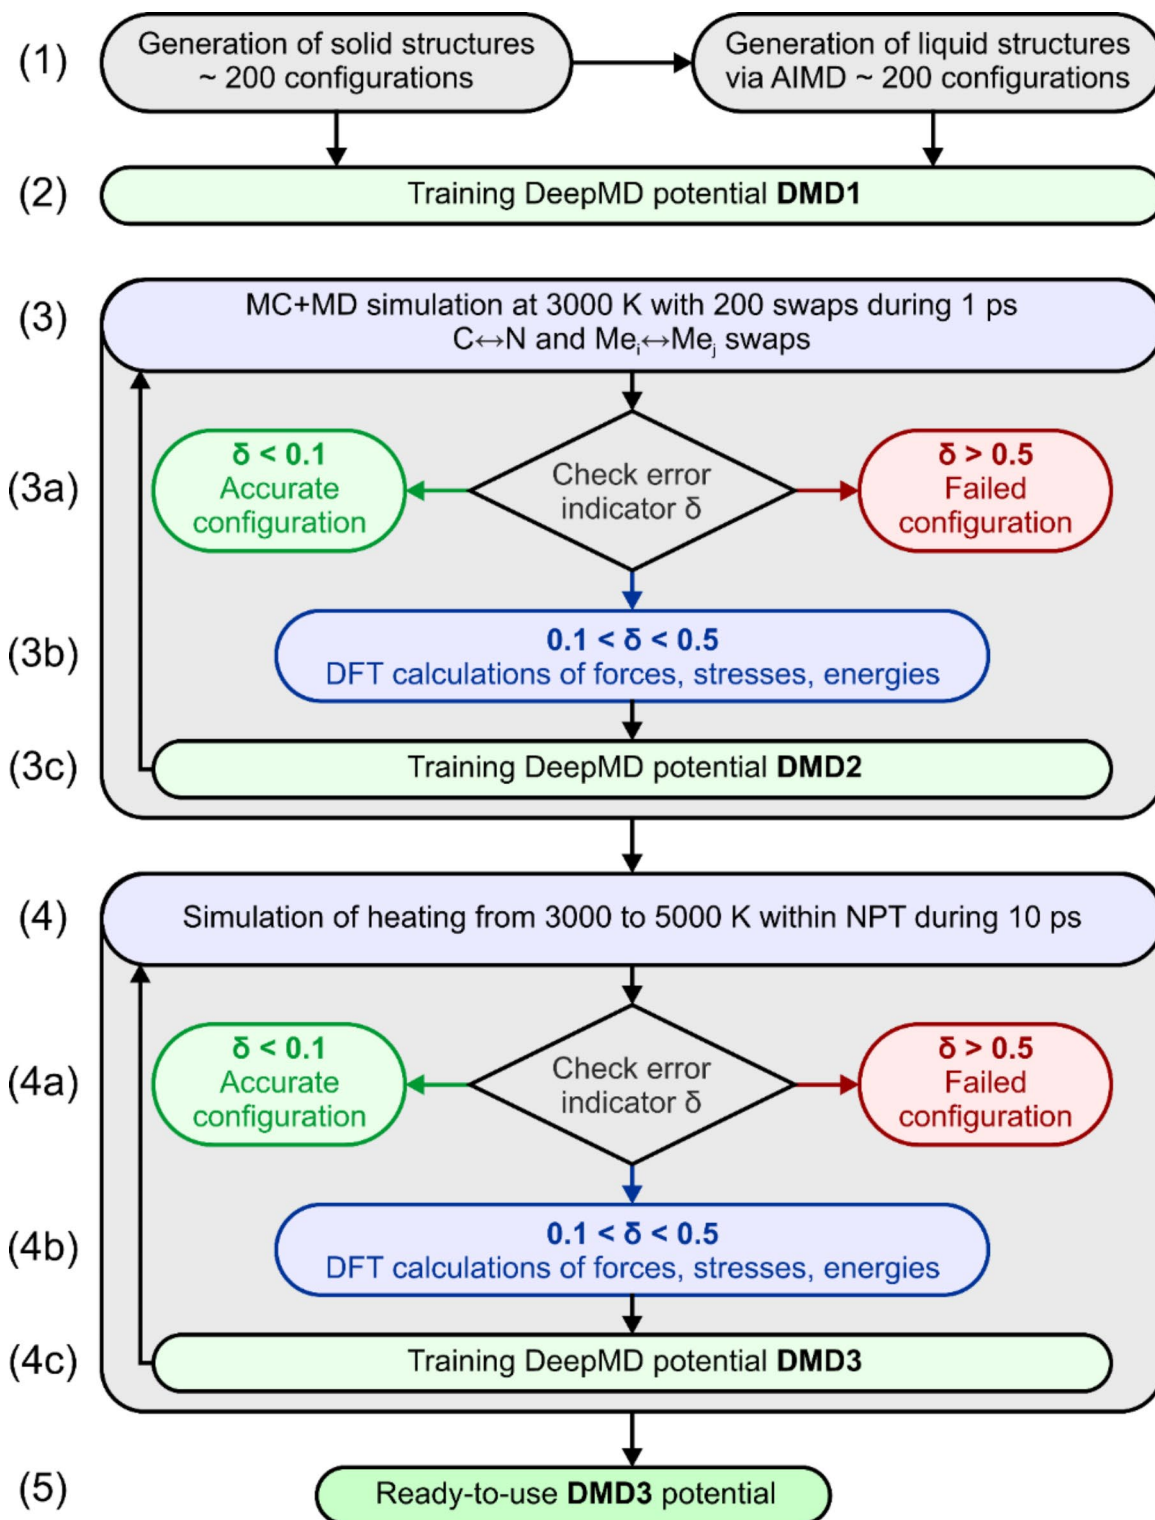 (1)
Generation of solid structures
~ 200 configurations
Generation of liquid structures
via AIMD ~ 200 configurations
(2)
Training DeepMD potential DMD1
(3)
MC+MD simulation at 3000 K with 200 swaps during 1 ps
C↔N and Meᵢ↔Meⱼ swaps
(3a)
δ < 0.1
Accurate
configuration
Check error
indicator δ
δ > 0.5
Failed
configuration
(3b)
0.1 < δ < 0.5
DFT calculations of forces, stresses, energies
(3c)
Training DeepMD potential DMD2
(4)
Simulation of heating from 3000 to 5000 K within NPT during 10 ps
(4a)
δ < 0.1
Accurate
configuration
Check error
indicator δ
δ > 0.5
Failed
configuration
(4b)
0.1 < δ < 0.5
DFT calculations of forces, stresses, energies
(4c)
Training DeepMD potential DMD3
(5)
Ready-to-use DMD3 potential